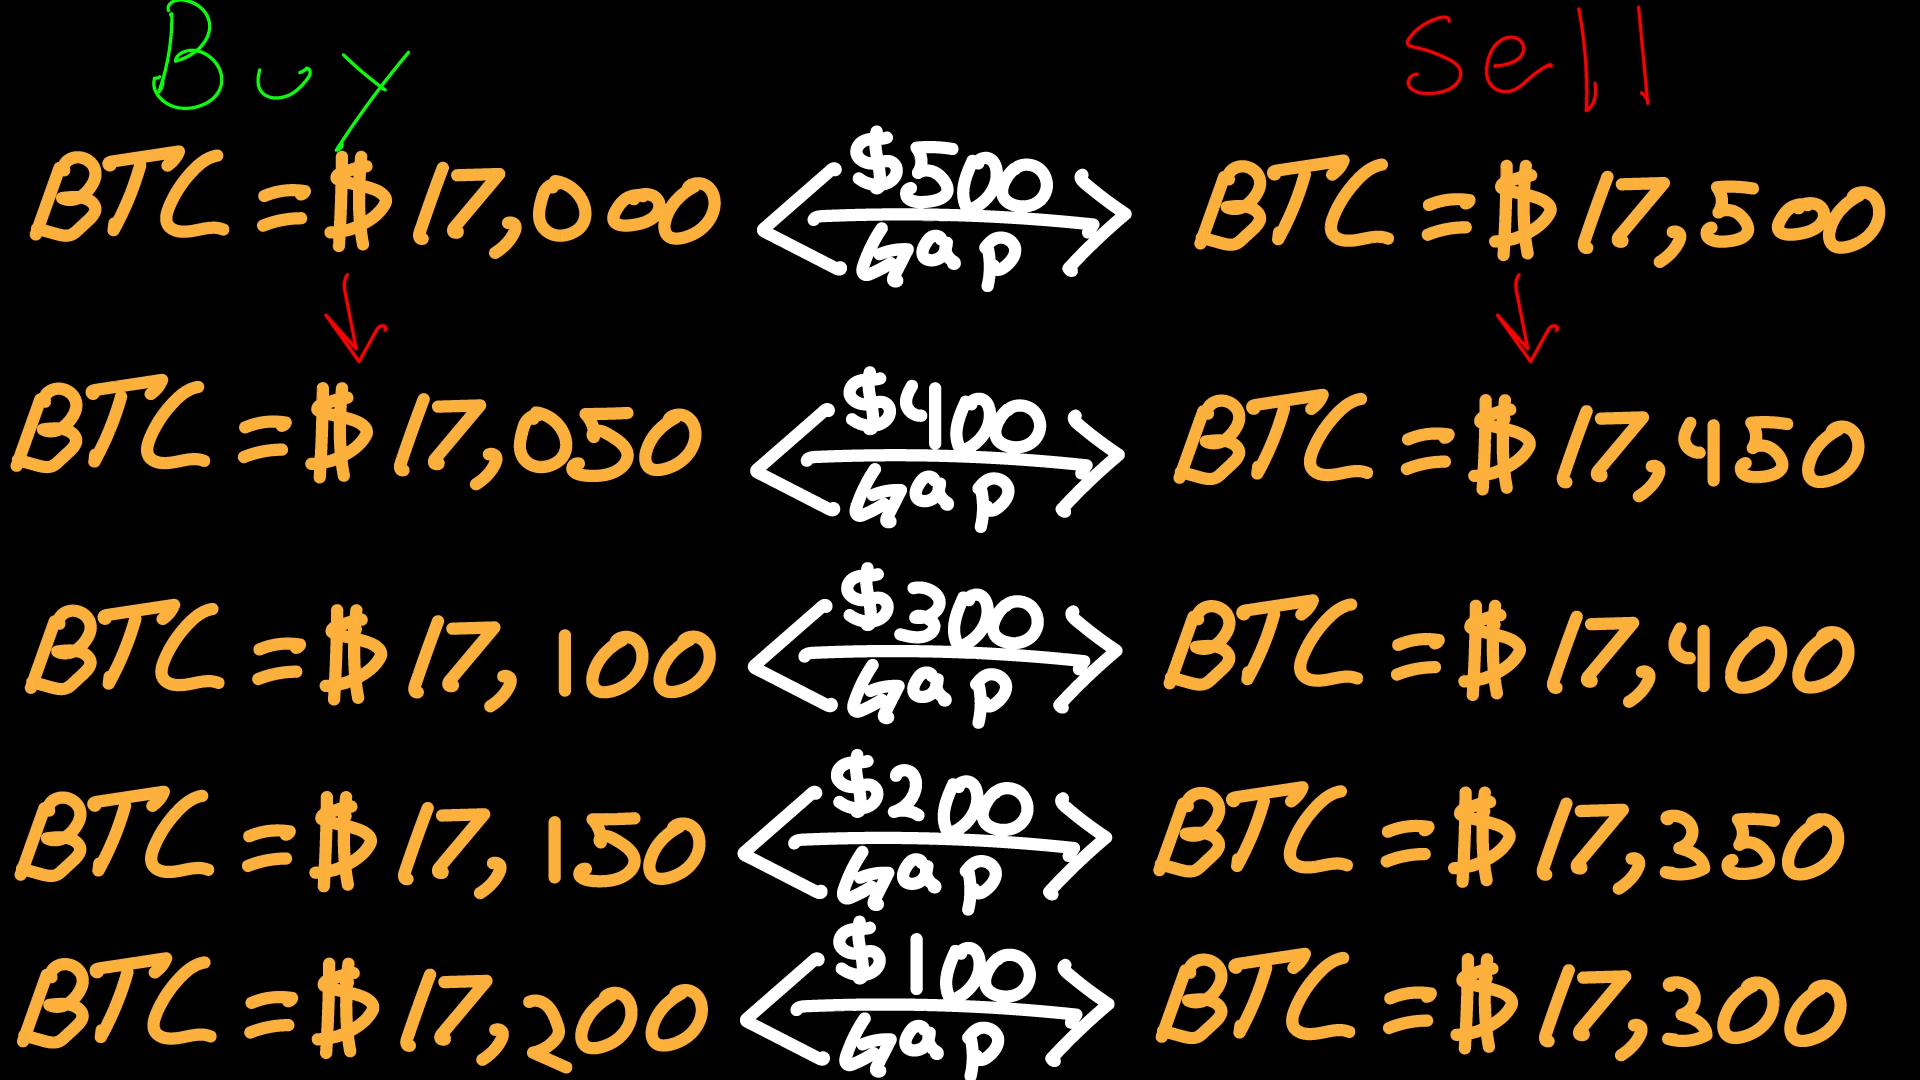 Buy Sell
BTC = ฿ 17,000 $500 Gap BTC = ฿ 17,500
BTC = ฿ 17,050 $400 Gap BTC = ฿ 17,450
BTC = ฿ 17,100 $300 Gap BTC = ฿ 17,400
BTC = ฿ 17,150 $200 Gap BTC = ฿ 17,350
BTC = ฿ 17,200 $100 Gap BTC = ฿ 17,300